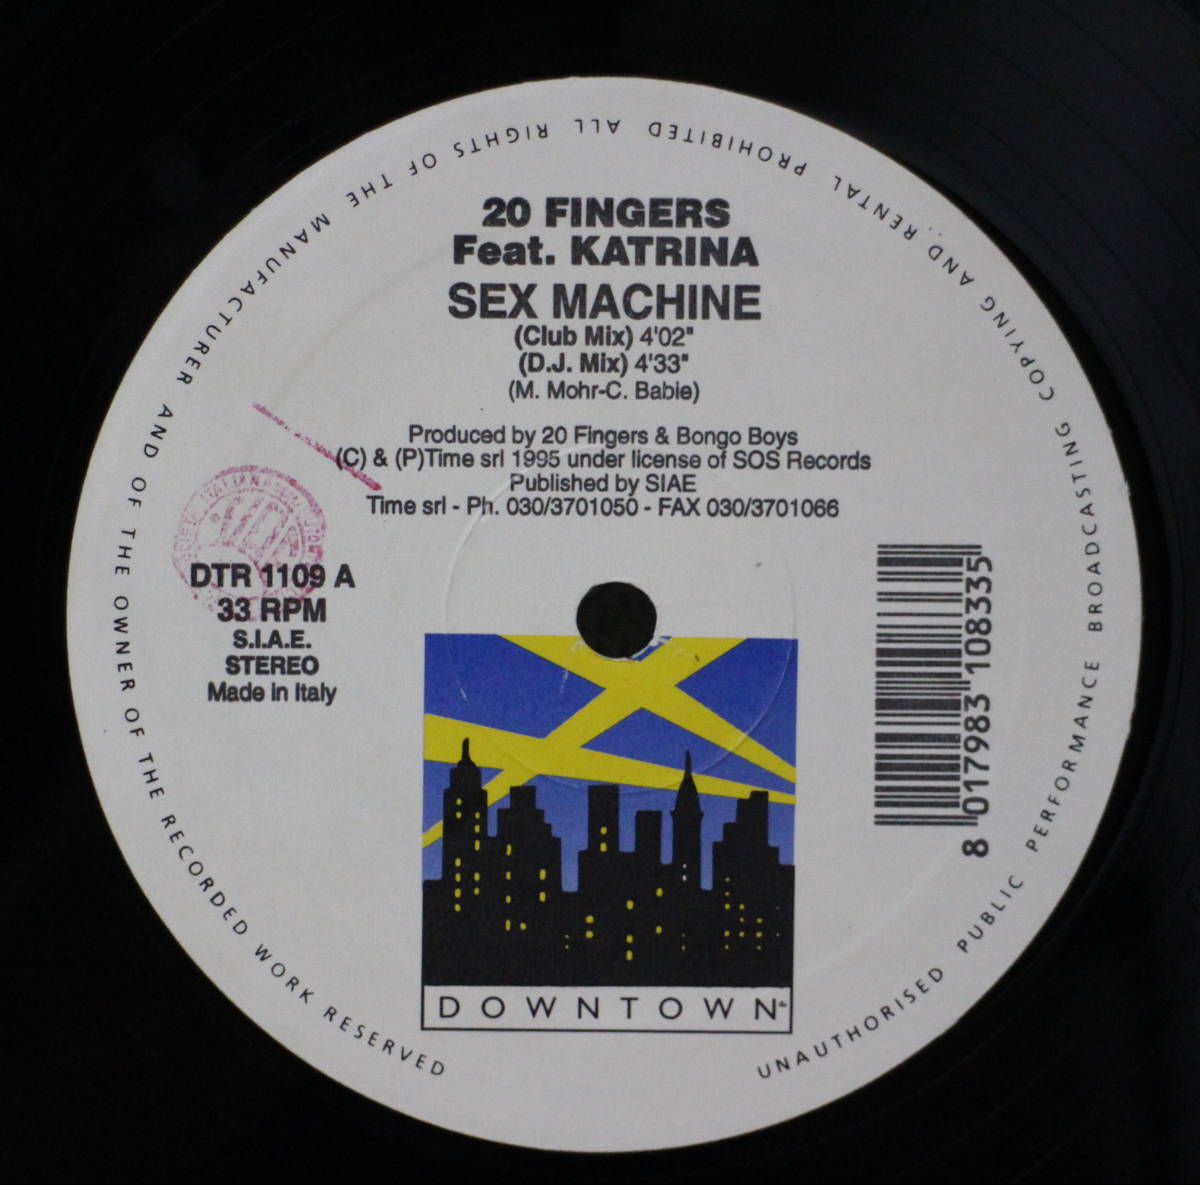 20 FINGERS
Feat. KATRINA
SEX MACHINE
(Club Mix) 4'02"
(D.J. Mix) 4'33"
(M. Mohr-C. Babie)
Produced by 20 Fingers & Bongo Boys
(C) & (P)Time srl 1995 under license of SOS Records
Published by SIAE
Time srl - Ph. 030/3701050 - FAX 030/3701066
DTR 1109 A
33 RPM
S.I.A.E.
STEREO
Made in Italy
8 017983 108335
DOWNTOWN
UNAUTHORISED PUBLIC PERFORMANCE BROADCASTING COPYING AND RENTAL PROHIBITED ALL RIGHTS OF THE MANUFACTURER AND OF THE OWNER OF THE RECORDED WORK RESERVED